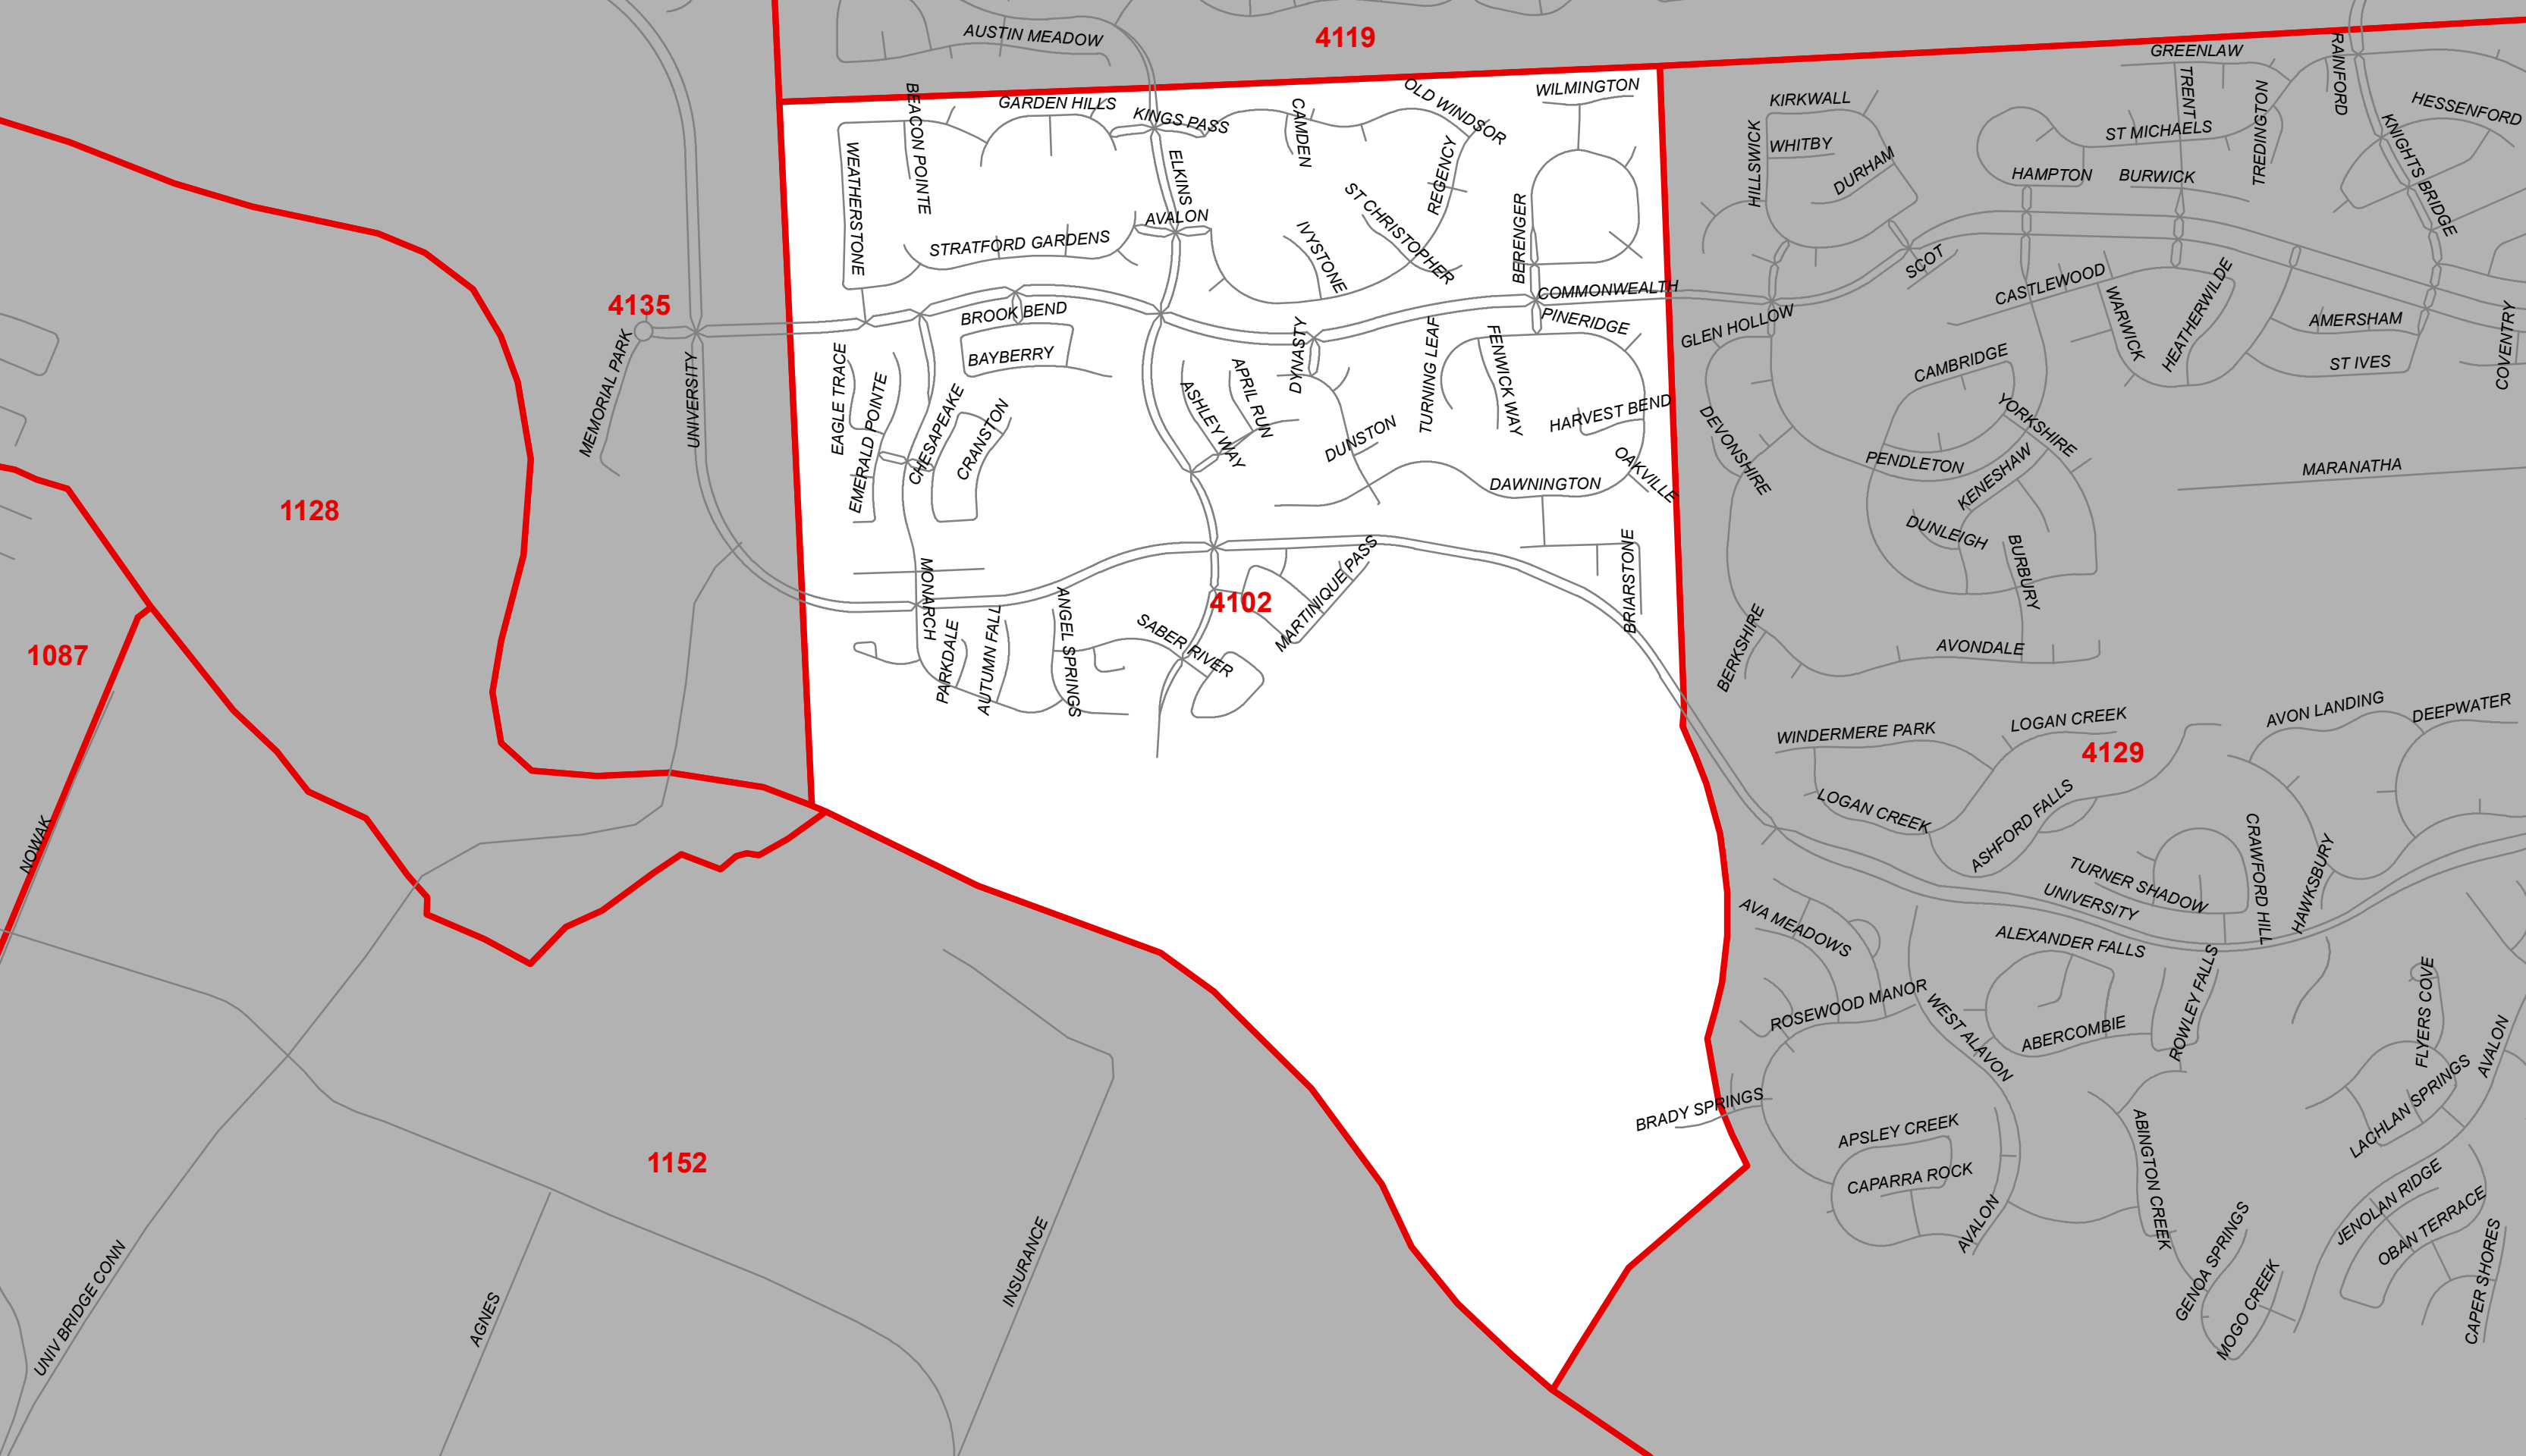 AUSTIN MEADOW
4119
GREENLAW
RAINFORD
TRENT
TREDINGTON
HESSENFORD
KNIGHTS BRIDGE
ST MICHAELS
KIRKWALL
WHITBY
HILLSWICK
DURHAM
HAMPTON
BURWICK
WILMINGTON
OLD WINDSOR
GARDEN HILLS
BEACON POINTE
KINGS PASS
CAMDEN
REGENCY
WEATHERSTONE
ELKINS
AVALON
ST CHRISTOPHER
IVYSTONE
BERENGER
STRATFORD GARDENS
SCOT
CASTLEWOOD
WARWICK
HEATHERWILDE
AMERSHAM
ST IVES
COVENTRY
COMMONWEALTH
PINERIDGE
GLEN HOLLOW
4135
MEMORIAL PARK
UNIVERSITY
BROOK BEND
BAYBERRY
EAGLE TRACE
EMERALD POINTE
CHESAPEAKE
CRANSTON
ASHLEY WAY
APRIL RUN
DYNASTY
DUNSTON
TURNING LEAF
FENWICK WAY
HARVEST BEND
OAKVILLE
DAWNINGTON
DEVONSHIRE
CAMBRIDGE
YORKSHIRE
PENDLETON
KENESHAW
DUNLEIGH
BURBURY
MARANATHA
1128
1087
MONARCH
PARKDALE
AUTUMN FALL
ANGEL SPRINGS
SABER RIVER
4102
MARTINIQUE PASS
BRIARSTONE
BERKSHIRE
AVONDALE
WINDERMERE PARK
LOGAN CREEK
AVON LANDING
DEEPWATER
4129
LOGAN CREEK
ASHFORD FALLS
TURNER SHADOW
UNIVERSITY
CRAWFORD HILL
HAWKSBURY
NOWAK
AVA MEADOWS
ALEXANDER FALLS
ROSEWOOD MANOR
WEST ALAVON
ABERCOMBIE
ROWLEY FALLS
FLYERS COVE
AVALON
LACHLAN SPRINGS
BRADY SPRINGS
APSLEY CREEK
CAPARRA ROCK
AVALON
ABINGTON CREEK
GENOA SPRINGS
MOGO CREEK
JENOLAN RIDGE
OBAN TERRACE
CAPER SHORES
1152
INSURANCE
AGNES
UNIV BRIDGE CONN